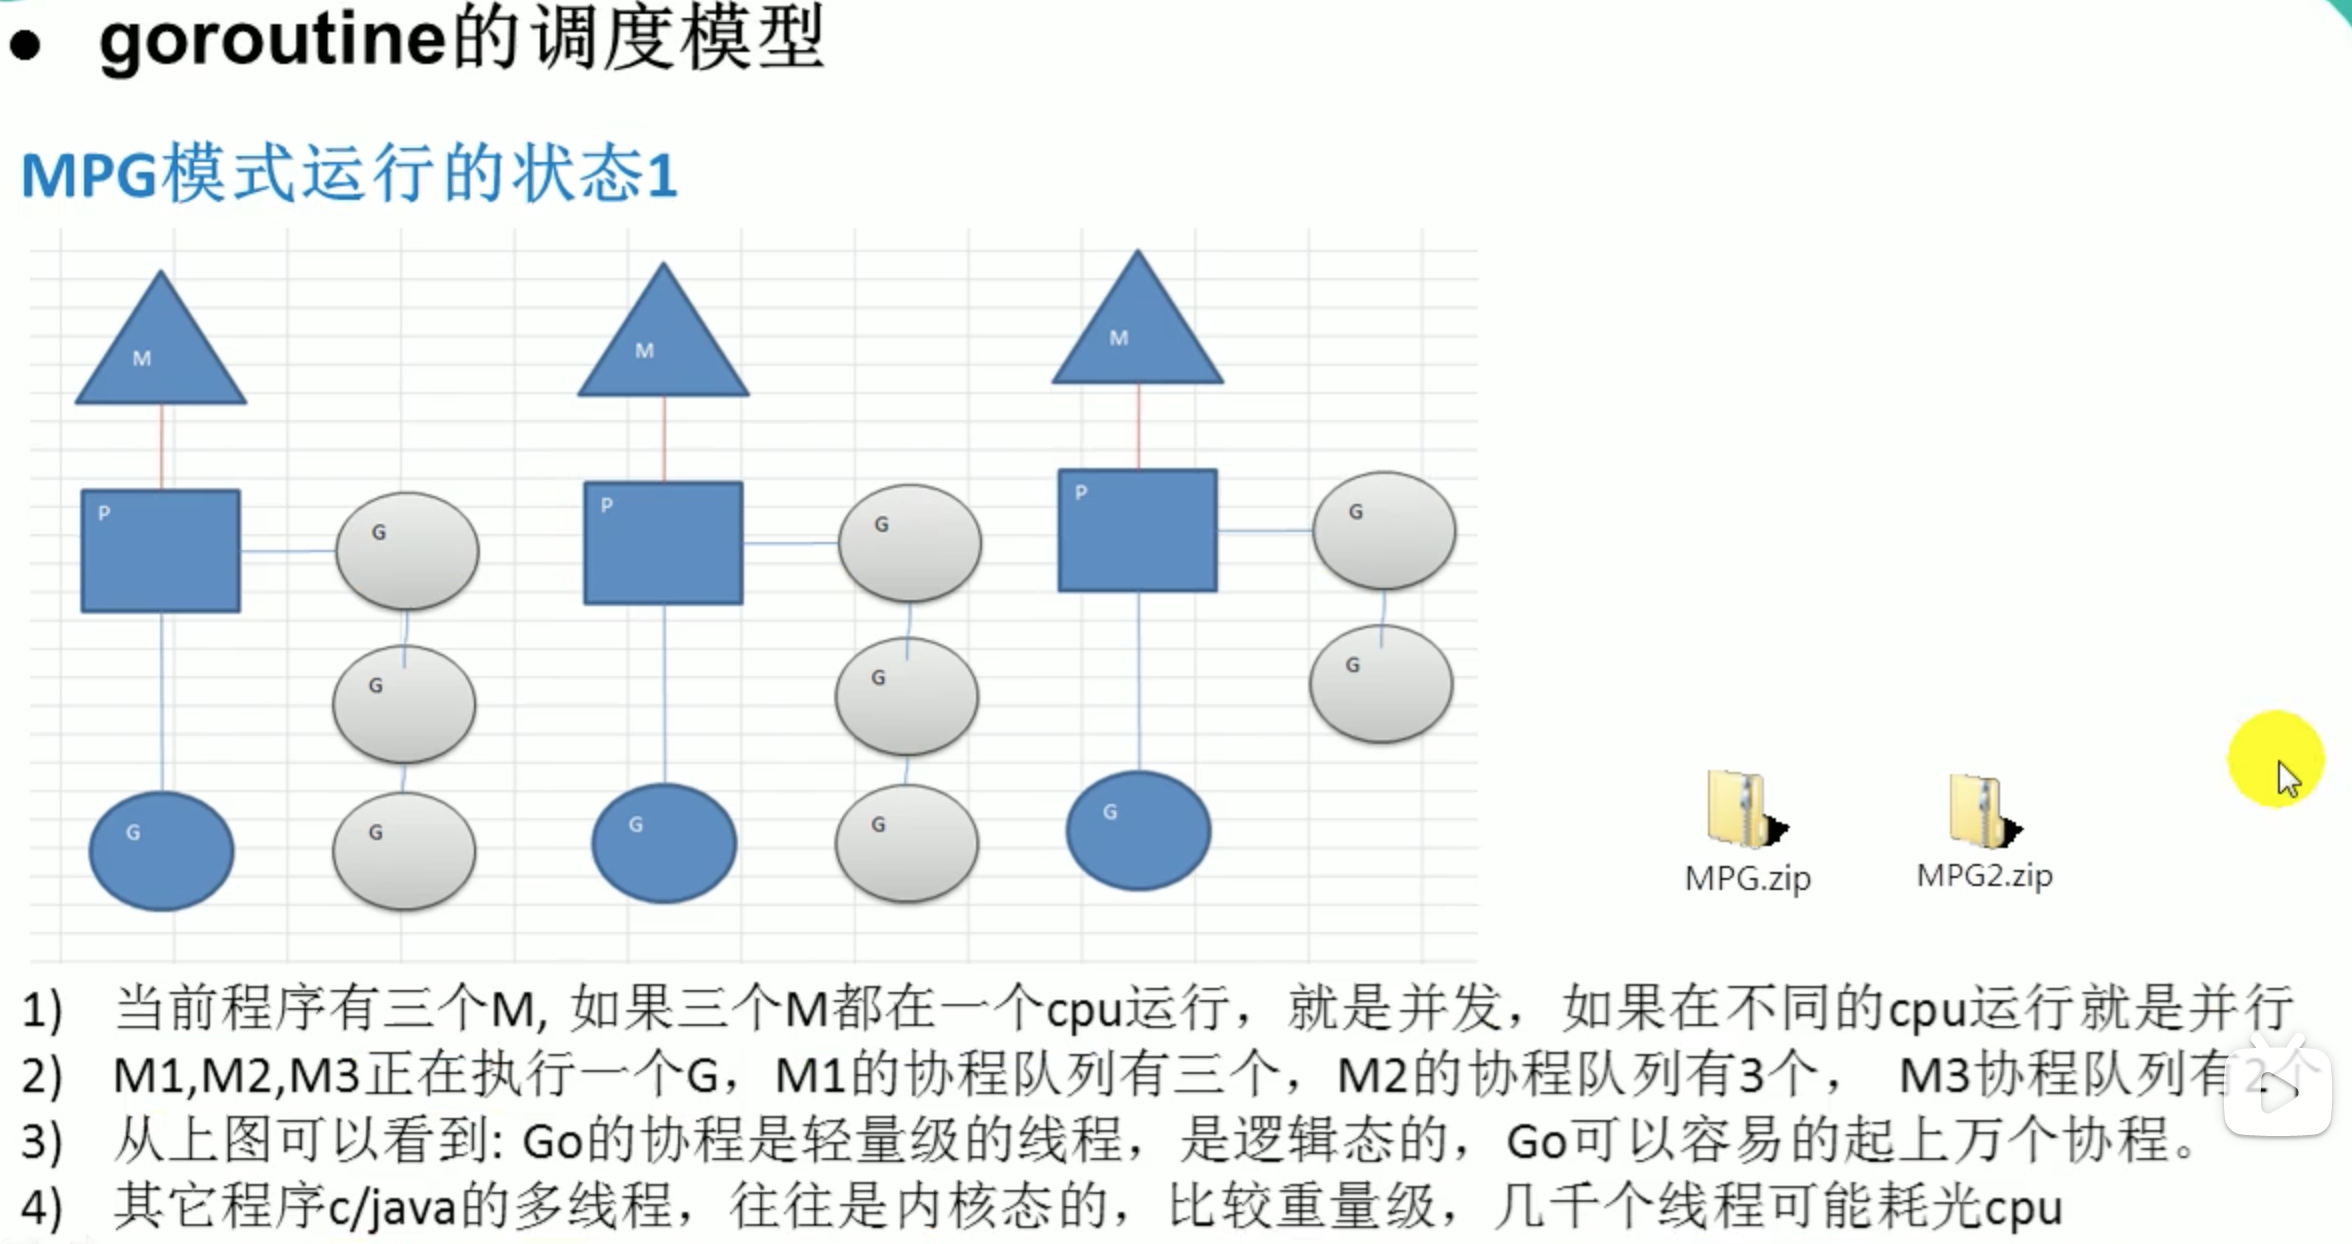 ● goroutine的调度模型
MPG模式运行的状态1
M
M
M
P
G
P
G
P
G
G
G
G
G
G
G
G
G
G
MPG.zip
MPG2.zip
1) 当前程序有三个M, 如果三个M都在一个cpu运行，就是并发，如果在不同的cpu运行就是并行
2) M1,M2,M3正在执行一个G，M1的协程队列有三个，M2的协程队列有3个， M3协程队列有2个
3) 从上图可以看到: Go的协程是轻量级的线程，是逻辑态的，Go可以容易的起上万个协程。
4) 其它程序c/java的多线程，往往是内核态的，比较重量级，几千个线程可能耗光cpu